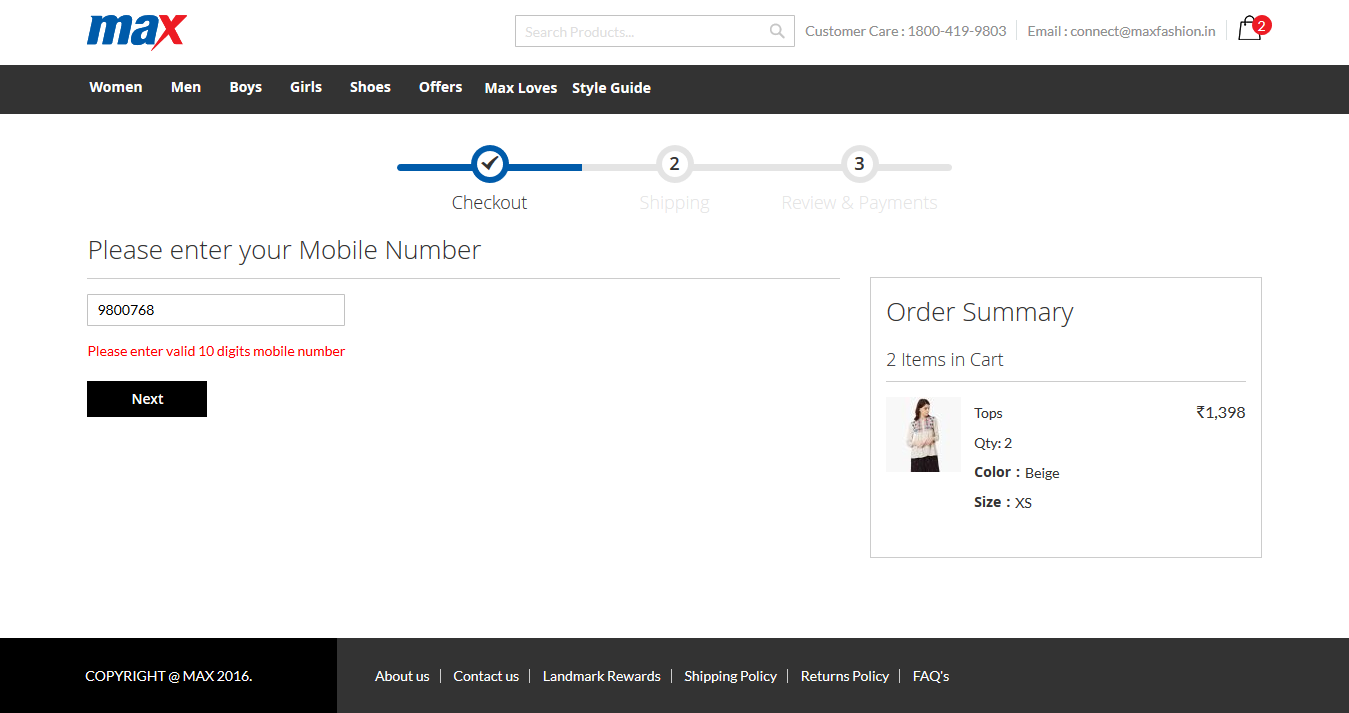 max
Search Products...
Customer Care : 1800-419-9803
Email : connect@maxfashion.in
2
Women Men Boys Girls Shoes Offers Max Loves Style Guide
2 3
Checkout Shipping Review & Payments
Please enter your Mobile Number
9800768
Please enter valid 10 digits mobile number
Next
Order Summary
2 Items in Cart
Tops ₹1,398
Qty: 2
Color : Beige
Size : XS
COPYRIGHT @ MAX 2016.
About us | Contact us | Landmark Rewards | Shipping Policy | Returns Policy | FAQ's